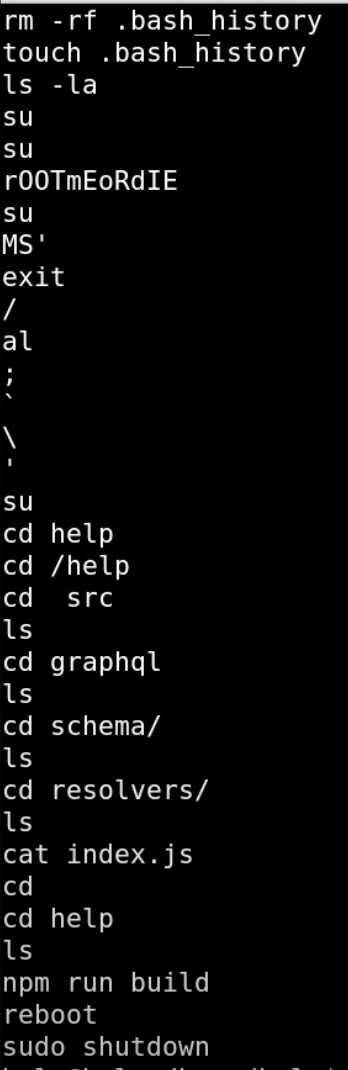 rm -rf .bash_history
touch .bash_history
ls -la
su
su
rOOTmEoRdIE
su
MS'
exit
/
al
;
`
\
'
su
cd help
cd /help
cd  src
ls
cd graphql
ls
cd schema/
ls
cd resolvers/
ls
cat index.js
cd
cd help
ls
npm run build
reboot
sudo shutdown